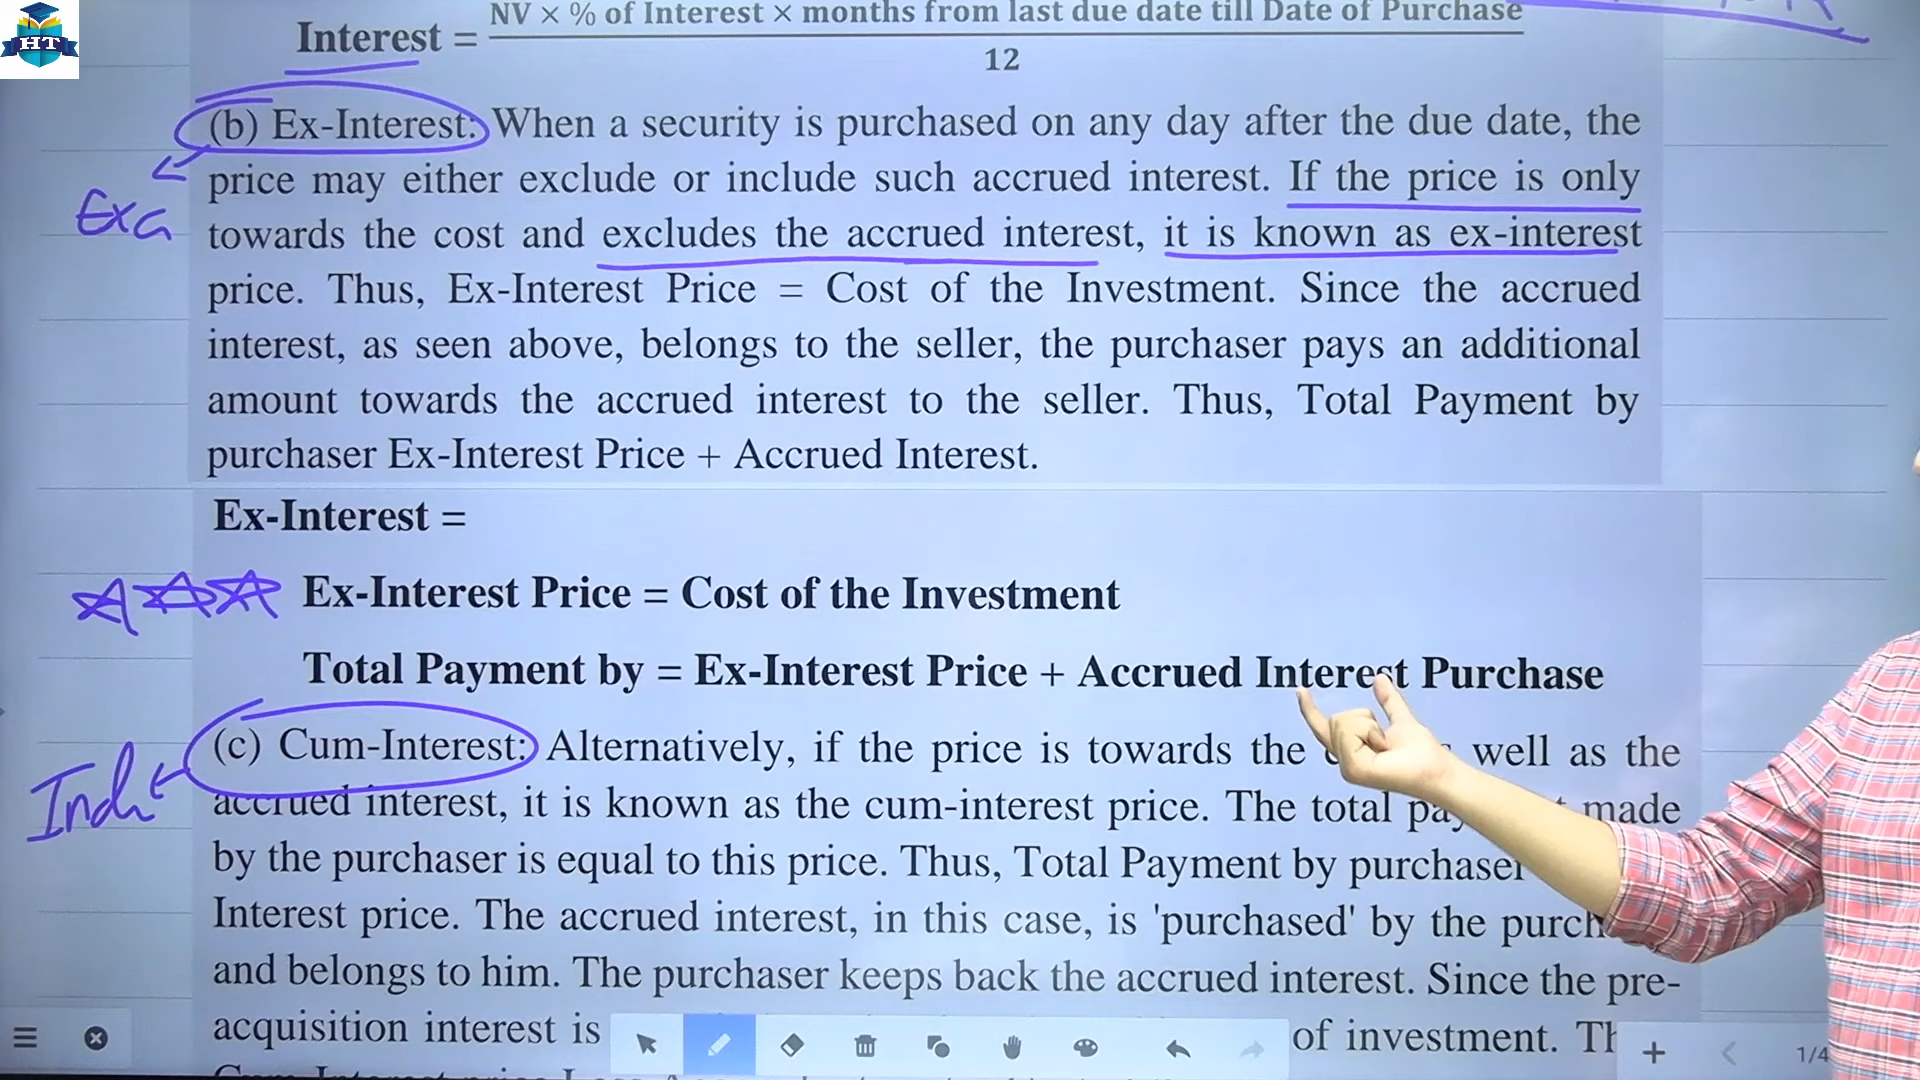 HT
NV × % of Interest × months from last due date till Date of Purchase
Interest =
12
(b) Ex-Interest: When a security is purchased on any day after the due date, the
price may either exclude or include such accrued interest. If the price is only
Exc
towards the cost and excludes the accrued interest, it is known as ex-interest
price. Thus, Ex-Interest Price = Cost of the Investment. Since the accrued
interest, as seen above, belongs to the seller, the purchaser pays an additional
amount towards the accrued interest to the seller. Thus, Total Payment by
purchaser Ex-Interest Price + Accrued Interest.
Ex-Interest =
Ex-Interest Price = Cost of the Investment
Total Payment by = Ex-Interest Price + Accrued Interest Purchase
(c) Cum-Interest: Alternatively, if the price is towards the well as the
accrued interest, it is known as the cum-interest price. The total made
by the purchaser is equal to this price. Thus, Total Payment by purchaser
Interest price. The accrued interest, in this case, is 'purchased' by the
and belongs to him. The purchaser keeps back the accrued interest. Since the pre-
acquisition interest is of investment.
1/4